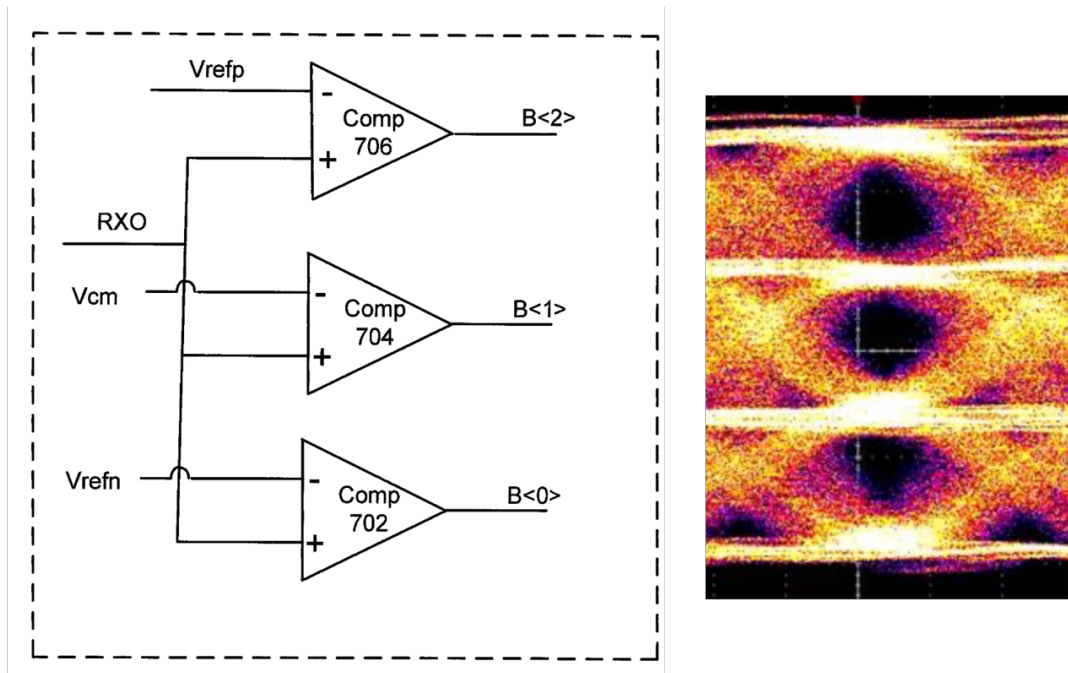 Vrefp
-
Comp
706
+
B<2>
RXO
Vcm
-
Comp
704
+
B<1>
Vrefn
-
Comp
702
+
B<0>